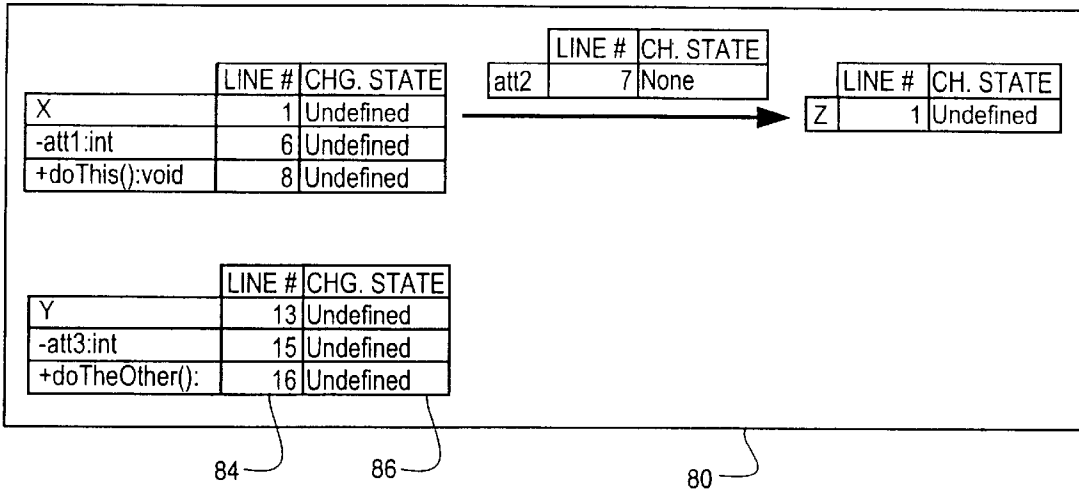 LINE # CH. STATE
att2 7 None
LINE # CHG. STATE
X 1 Undefined
-att1:int 6 Undefined
+doThis():void 8 Undefined
LINE # CH. STATE
Z 1 Undefined
LINE # CHG. STATE
Y 13 Undefined
-att3:int 15 Undefined
+doTheOther(): 16 Undefined
84 86 80